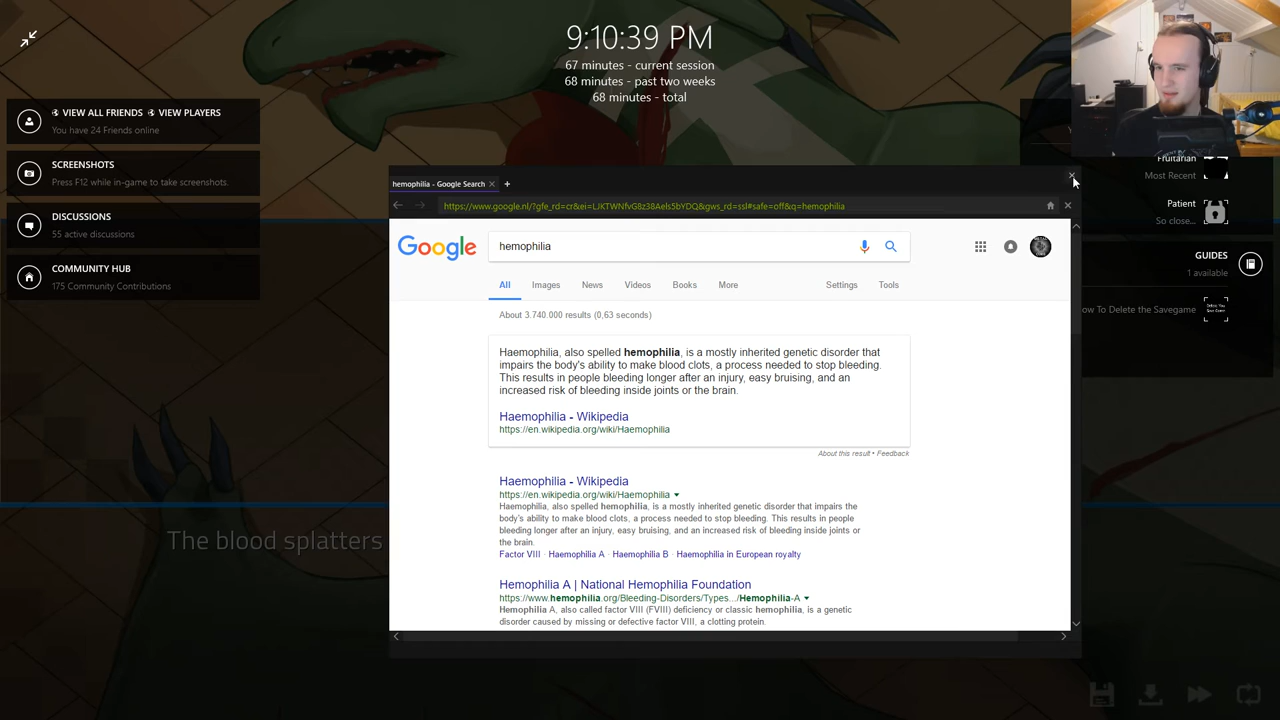 9:10:39 PM
67 minutes - current session
68 minutes - past two weeks
68 minutes - total
VIEW ALL FRIENDS VIEW PLAYERS
You have 24 Friends online
SCREENSHOTS
Press F12 while in-game to take screenshots.
DISCUSSIONS
55 active discussions
COMMUNITY HUB
175 Community Contributions
Fruitarian
Most Recent
Patient
So close...
GUIDES
1 available
ow To Delete the Savegame
hemophilia - Google Search
https://www.google.nl/?gfe_rd=cr&ei=LJKTWNfvG8z38Aels5bYDQ&gws_rd=ssl#safe=off&q=hemophilia
Google
hemophilia
All Images News Videos Books More Settings Tools
About 3.740.000 results (0,63 seconds)
Haemophilia, also spelled hemophilia, is a mostly inherited genetic disorder that
impairs the body's ability to make blood clots, a process needed to stop bleeding.
This results in people bleeding longer after an injury, easy bruising, and an
increased risk of bleeding inside joints or the brain.
Haemophilia - Wikipedia
https://en.wikipedia.org/wiki/Haemophilia
About this result • Feedback
Haemophilia - Wikipedia
https://en.wikipedia.org/wiki/Haemophilia
Haemophilia, also spelled hemophilia, is a mostly inherited genetic disorder that impairs the
body's ability to make blood clots, a process needed to stop bleeding. This results in people
bleeding longer after an injury, easy bruising, and an increased risk of bleeding inside joints or
the brain.
Factor VIII · Haemophilia A · Haemophilia B · Haemophilia in European royalty
Hemophilia A | National Hemophilia Foundation
https://www.hemophilia.org/Bleeding-Disorders/Types.../Hemophilia-A
Hemophilia A, also called factor VIII (FVIII) deficiency or classic hemophilia, is a genetic
disorder caused by missing or defective factor VIII, a clotting protein.
The blood splatters